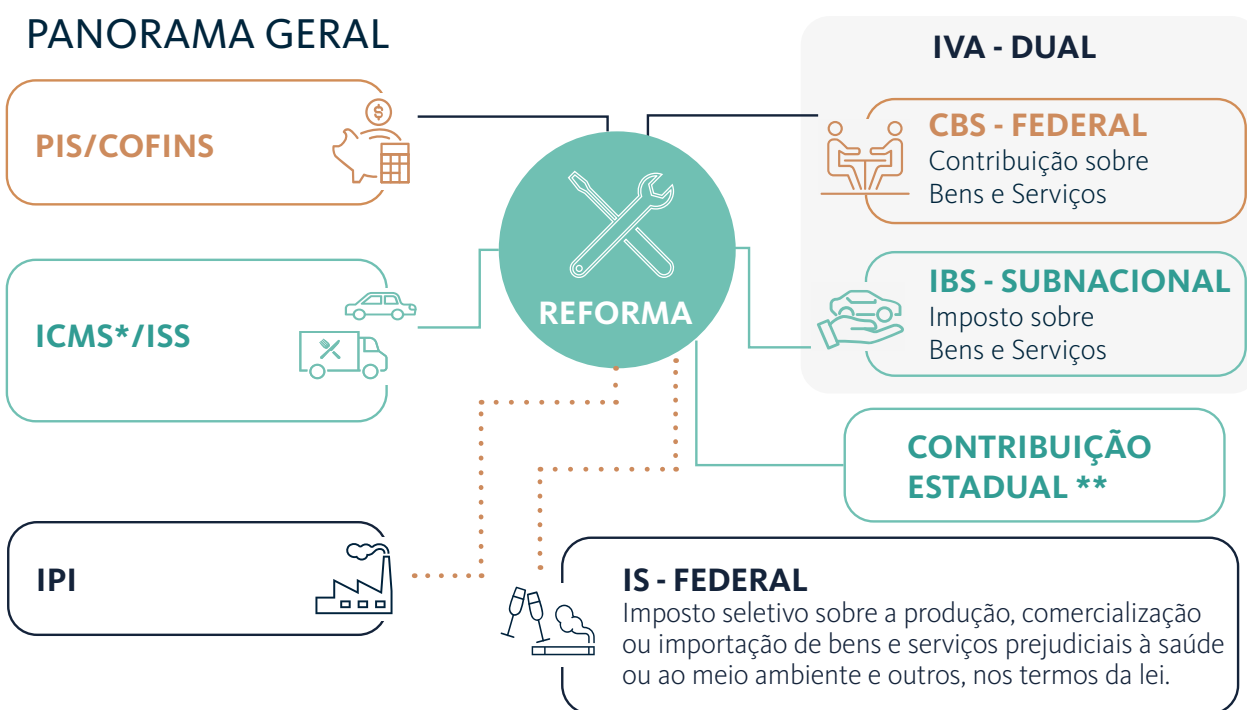 PANORAMA GERAL
PIS/COFINS
$
ICMS*/ISS
IPI
REFORMA
IVA - DUAL
CBS - FEDERAL
Contribuição sobre
Bens e Serviços
IBS - SUBNACIONAL
Imposto sobre
Bens e Serviços
CONTRIBUIÇÃO
ESTADUAL **
IS - FEDERAL
Imposto seletivo sobre a produção, comercialização
ou importação de bens e serviços prejudiciais à saúde
ou ao meio ambiente e outros, nos termos da lei.